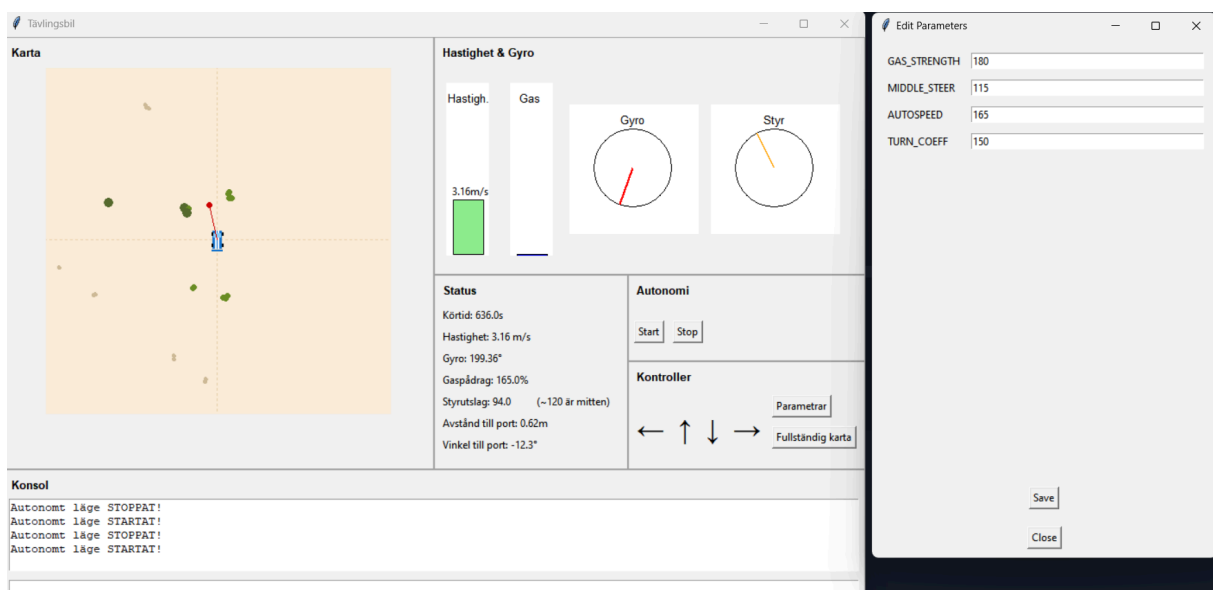 Tävlingsbil
Karta
Hastighet & Gyro
Hastigh.
Gas
3.16m/s
Gyro
Styr
Status
Körtid: 636.0s
Hastighet: 3.16 m/s
Gyro: 199.36°
Gaspådrag: 165.0%
Styrutslag: 94.0 (~120 är mitten)
Avstånd till port: 0.62m
Vinkel till port: -12.3°
Autonomi
Start Stop
Kontroller
← ↑ ↓ →
Parametrar
Fullständig karta
Konsol
Autonomt läge STOPPAT!
Autonomt läge STARTAT!
Autonomt läge STOPPAT!
Autonomt läge STARTAT!
Edit Parameters
GAS_STRENGTH 180
MIDDLE_STEER 115
AUTOSPEED 165
TURN_COEFF 150
Save
Close